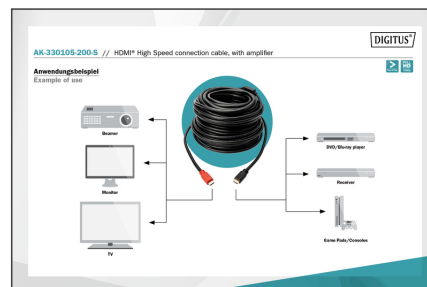 DIGITUS®
AK-330105-200-S // HDMI® High Speed connection cable, with amplifier
Anwendungsbeispiel
Example of use
Beamer
Monitor
TV
DVD/Blu-ray player
Receiver
Game Pads/Consoles